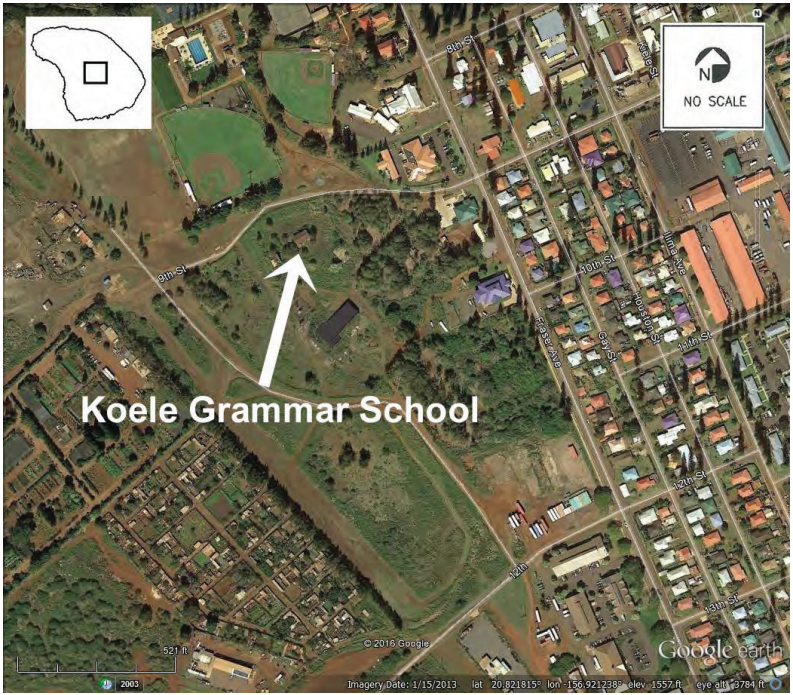 N
N
NO SCALE
8th St
Kele St
9th St
10th St
Ilima Ave
Houston St
11th St
Fraser Ave
Gay St
Koele Grammar School
12th St
12th
13th St
© 2016 Google
Google earth
521 ft
2003
Imagery Date: 1/15/2013 lat 20.821815° lon -156.921238° elev 1557 ft eye alt 3784 ft